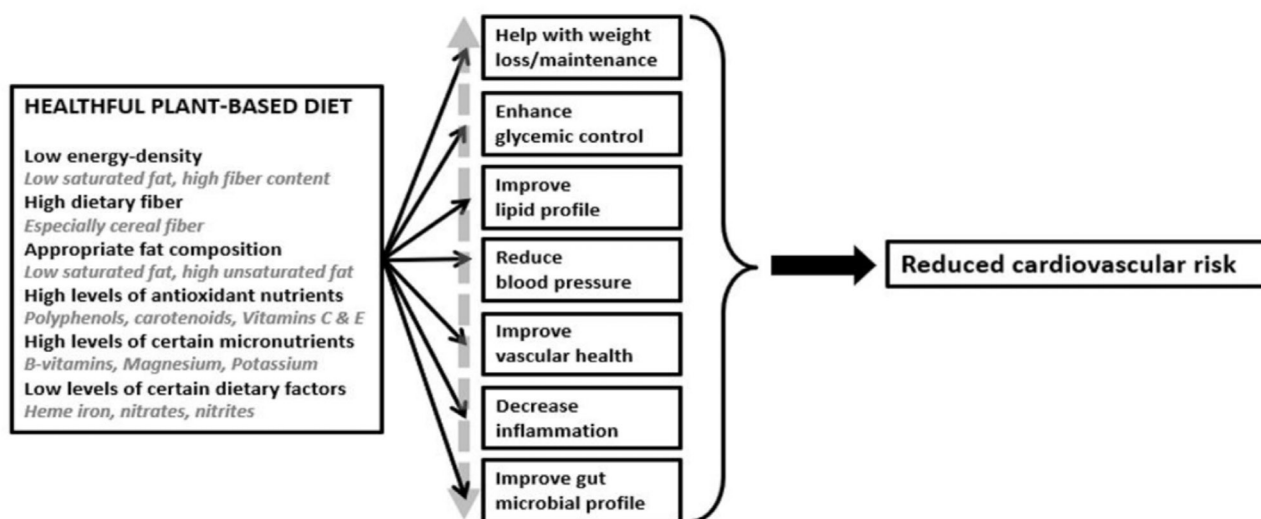 HEALTHFUL PLANT-BASED DIET
Low energy-density
Low saturated fat, high fiber content
High dietary fiber
Especially cereal fiber
Appropriate fat composition
Low saturated fat, high unsaturated fat
High levels of antioxidant nutrients
Polyphenols, carotenoids, Vitamins C & E
High levels of certain micronutrients
B-vitamins, Magnesium, Potassium
Low levels of certain dietary factors
Heme iron, nitrates, nitrites
Help with weight
loss/maintenance
Enhance
glycemic control
Improve
lipid profile
Reduce
blood pressure
Improve
vascular health
Decrease
inflammation
Improve gut
microbial profile
Reduced cardiovascular risk